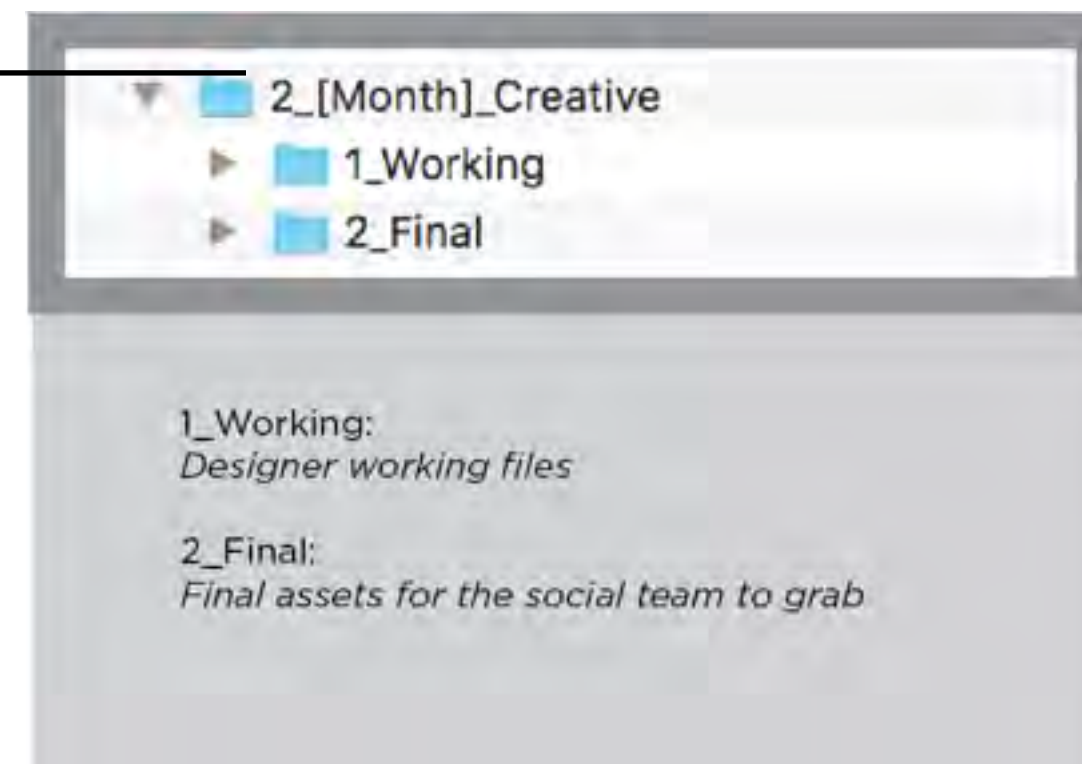 2_[Month]_Creative
1_Working
2_Final
1_Working:
Designer working files
2_Final:
Final assets for the social team to grab